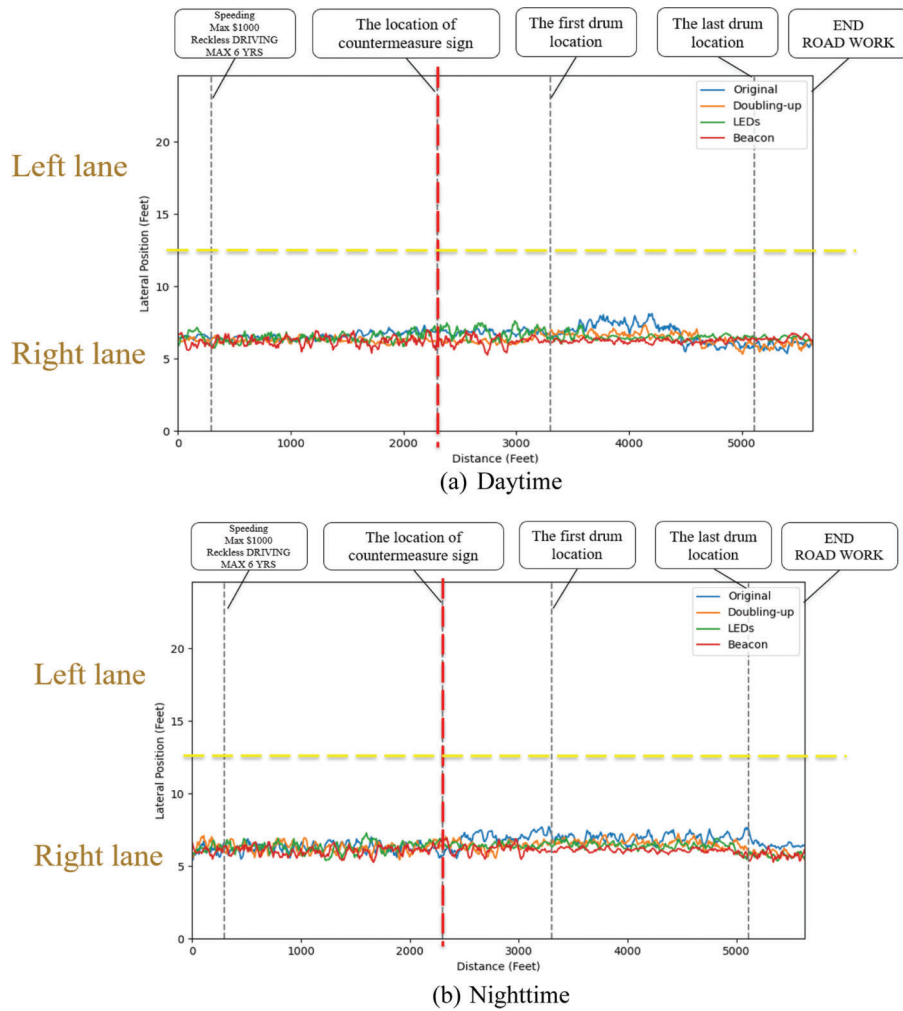 Speeding
Max $1000
Reckless DRIVING
MAX 6 YRS
The location of
countermeasure sign
The first drum
location
The last drum
location
END
ROAD WORK
Original
Doubling-up
LEDs
Beacon
Left lane
Right lane
Lateral Position (Feet)
20
15
10
5
0
0 1000 2000 3000 4000 5000
Distance (Feet)
(a) Daytime
Speeding
Max $1000
Reckless DRIVING
MAX 6 YRS
The location of
countermeasure sign
The first drum
location
The last drum
location
END
ROAD WORK
Original
Doubling-up
LEDs
Beacon
Left lane
Right lane
Lateral Position (Feet)
20
15
10
5
0
0 1000 2000 3000 4000 5000
Distance (Feet)
(b) Nighttime